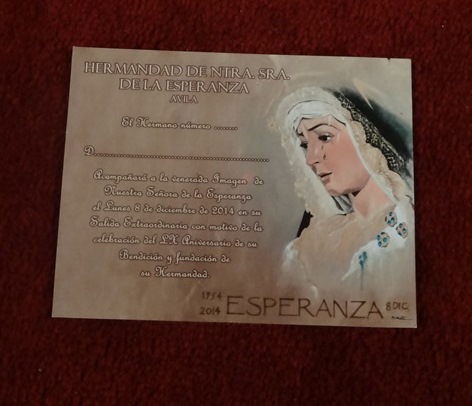 HERMANDAD DE NTRA. SRA.
DE LA ESPERANZA
AVILA
El Hermano número ........
D.....................................................
Acompañará a la venerada Imagen de
Nuestra Señora de la Esperanza
el Lunes 8 de diciembre de 2014 en su
Salida Extraordinaria con motivo de la
celebración del LX Aniversario de su
Bendición y fundación de
su Hermandad.
1954
2014 ESPERANZA 8 DIC.